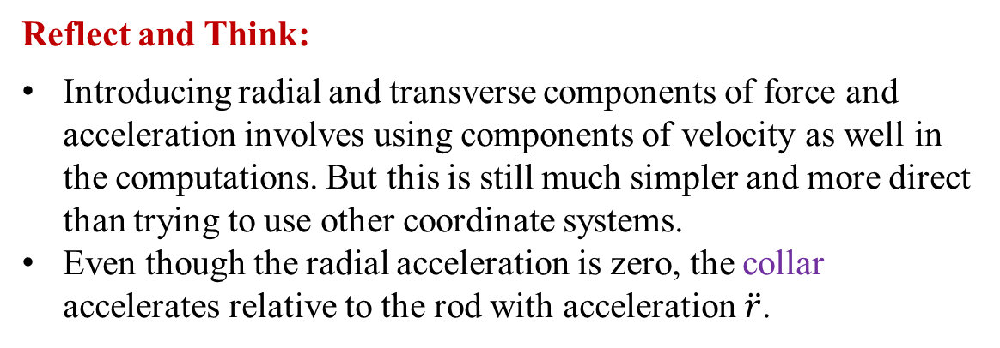 Reflect and Think:
• Introducing radial and transverse components of force and
acceleration involves using components of velocity as well in
the computations. But this is still much simpler and more direct
than trying to use other coordinate systems.
• Even though the radial acceleration is zero, the collar
accelerates relative to the rod with acceleration r̈.